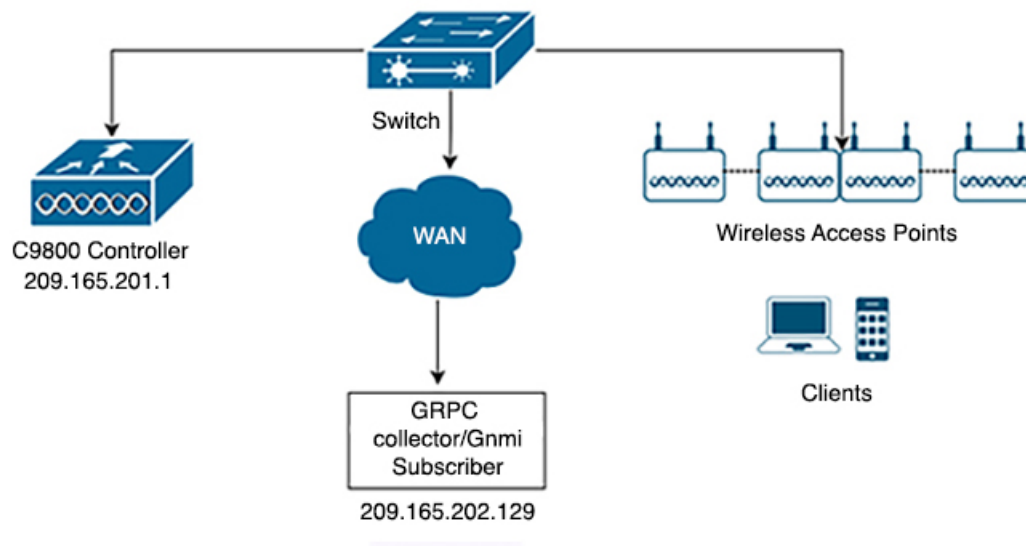 Switch
C9800 Controller
209.165.201.1
WAN
Wireless Access Points
Clients
GRPC
collector/Gnmi
Subscriber
209.165.202.129